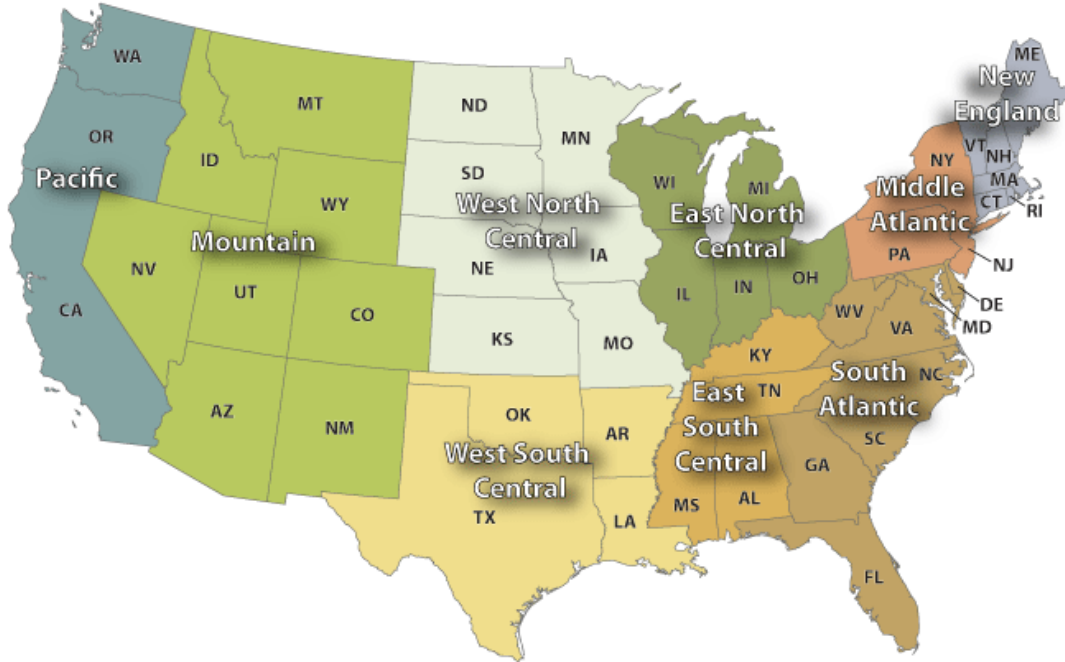 WA
OR
Pacific
CA
MT
ID
WY
Mountain
NV
UT
CO
AZ
NM
ND
MN
SD
West North
Central
NE
IA
KS
MO
WI
MI
East North
Central
IL
IN
OH
OK
AR
West South
Central
TX
LA
KY
TN
East
South
Central
MS
AL
ME
New
England
VT
NH
MA
CT
RI
NY
Middle
Atlantic
PA
NJ
DE
MD
WV
VA
South
Atlantic
NC
SC
GA
FL